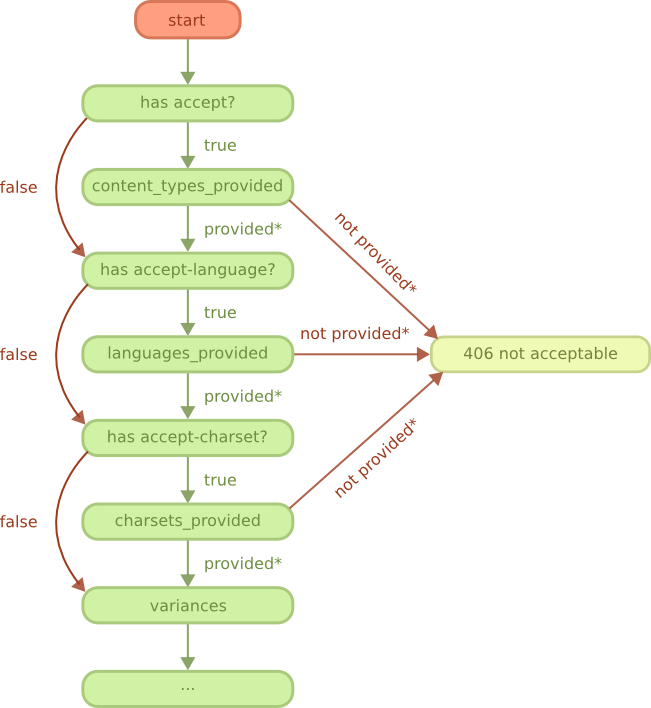 start
has accept?
true
false
content_types_provided
provided*
not provided*
has accept-language?
true
not provided*
false
languages_provided
406 not acceptable
provided*
has accept-charset?
not provided*
true
false
charsets_provided
provided*
variances
...